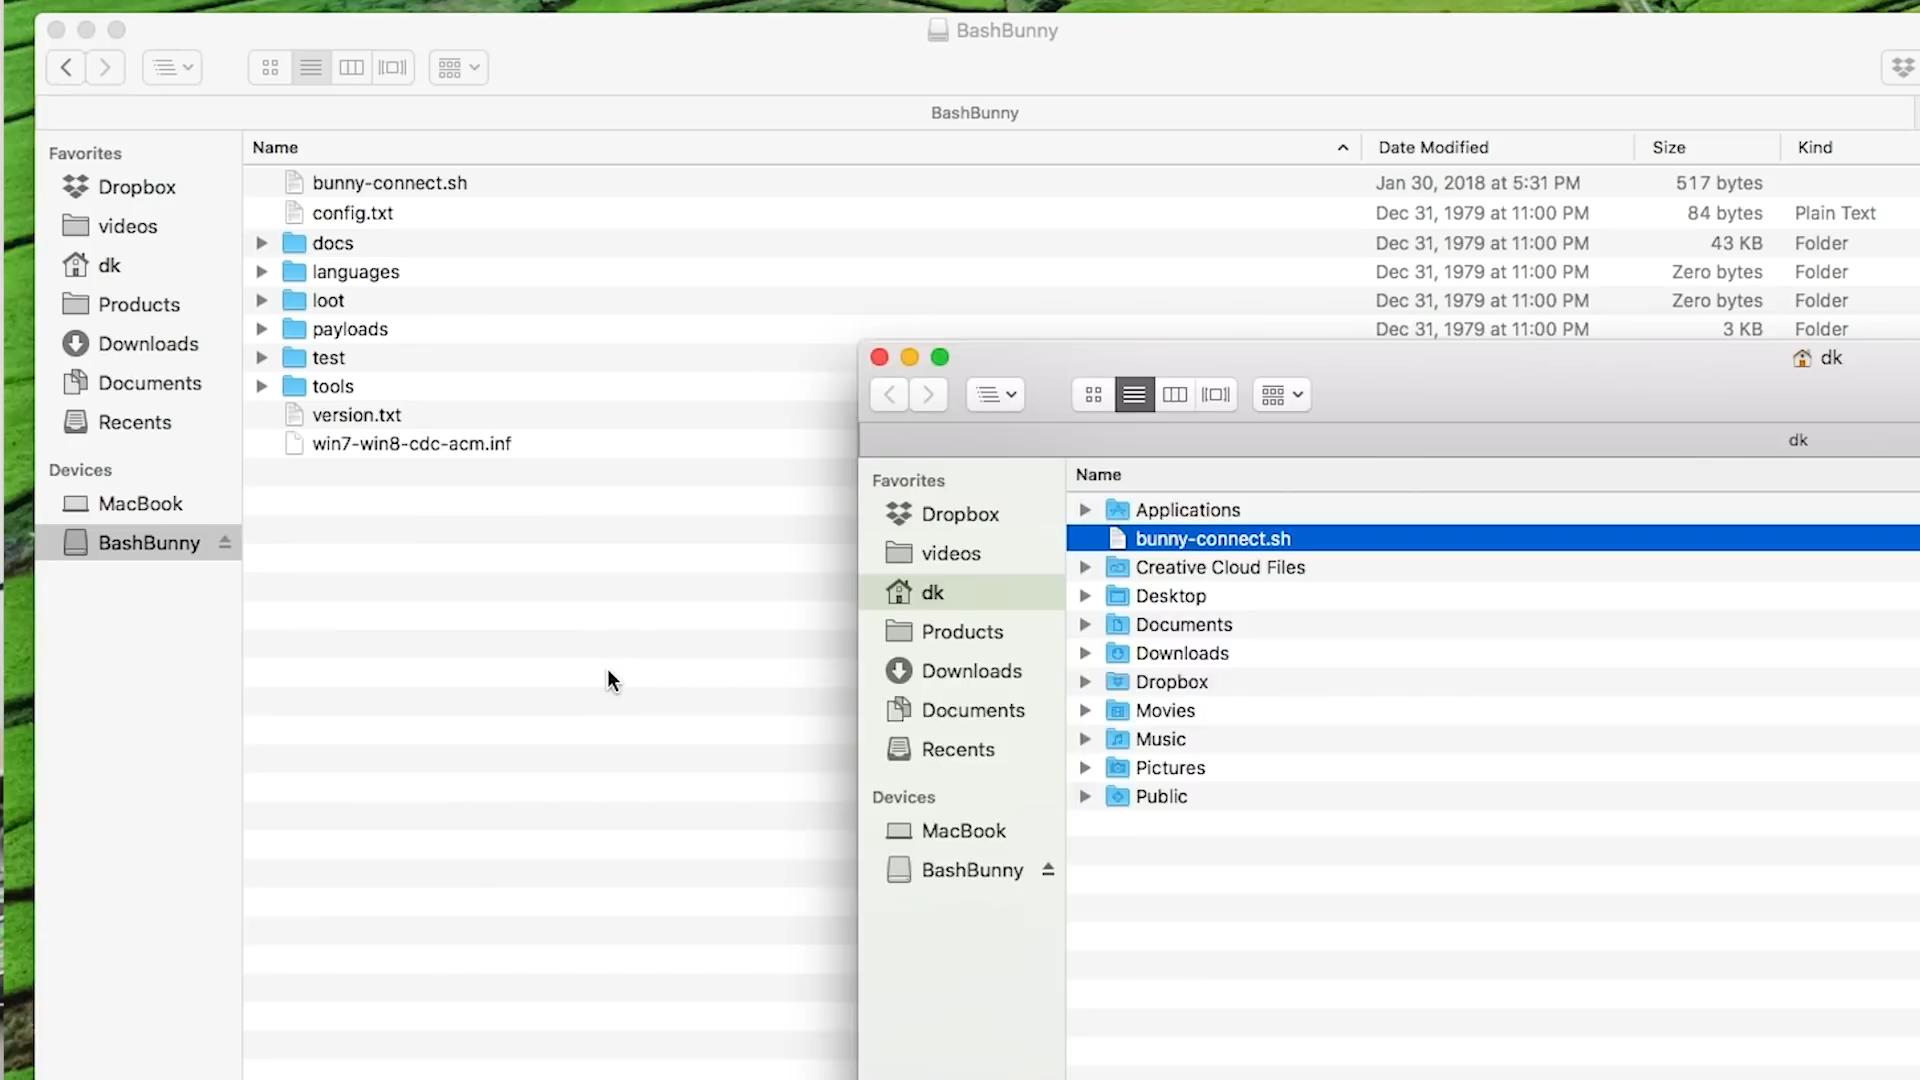 BashBunny
BashBunny
Favorites
Dropbox
videos
dk
Products
Downloads
Documents
Recents
Devices
MacBook
BashBunny
Name Date Modified Size Kind
bunny-connect.sh Jan 30, 2018 at 5:31 PM 517 bytes
config.txt Dec 31, 1979 at 11:00 PM 84 bytes Plain Text
docs Dec 31, 1979 at 11:00 PM 43 KB Folder
languages Dec 31, 1979 at 11:00 PM Zero bytes Folder
loot Dec 31, 1979 at 11:00 PM Zero bytes Folder
payloads Dec 31, 1979 at 11:00 PM 3 KB Folder
test
tools
version.txt
win7-win8-cdc-acm.inf
dk
dk
Favorites
Dropbox
videos
dk
Products
Downloads
Documents
Recents
Devices
MacBook
BashBunny
Name
Applications
bunny-connect.sh
Creative Cloud Files
Desktop
Documents
Downloads
Dropbox
Movies
Music
Pictures
Public